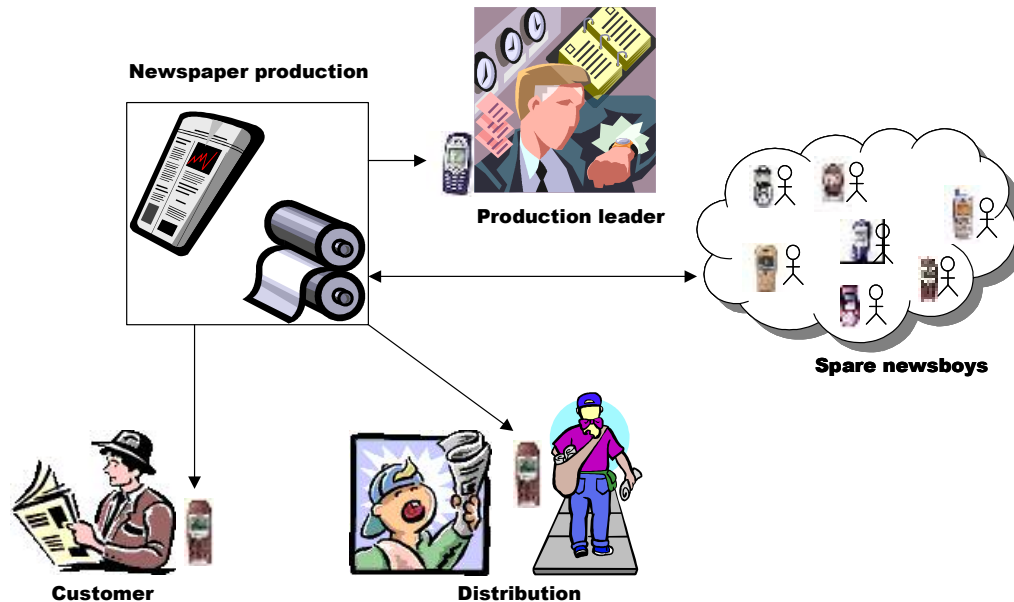 Newspaper production
Production leader
Spare newsboys
Customer
Distribution